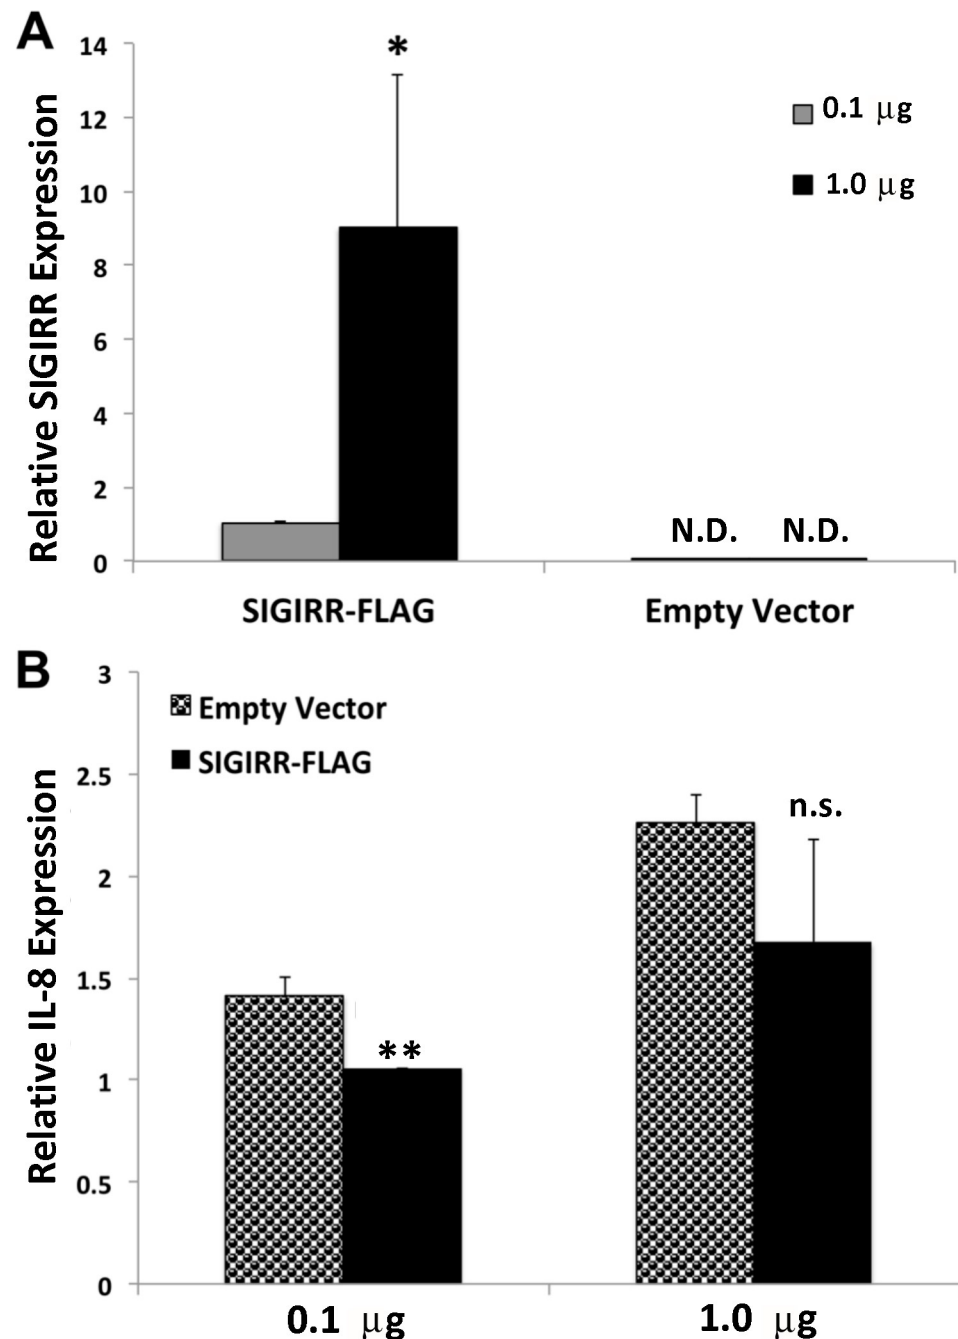 A
Relative SIGIRR Expression
14
12
10
8
6
4
2
0
*
0.1 μg
1.0 μg
N.D. N.D.
SIGIRR-FLAG Empty Vector
B
Relative IL-8 Expression
3
2.5
2
1.5
1
0.5
0
Empty Vector
SIGIRR-FLAG
**
n.s.
0.1 μg 1.0 μg